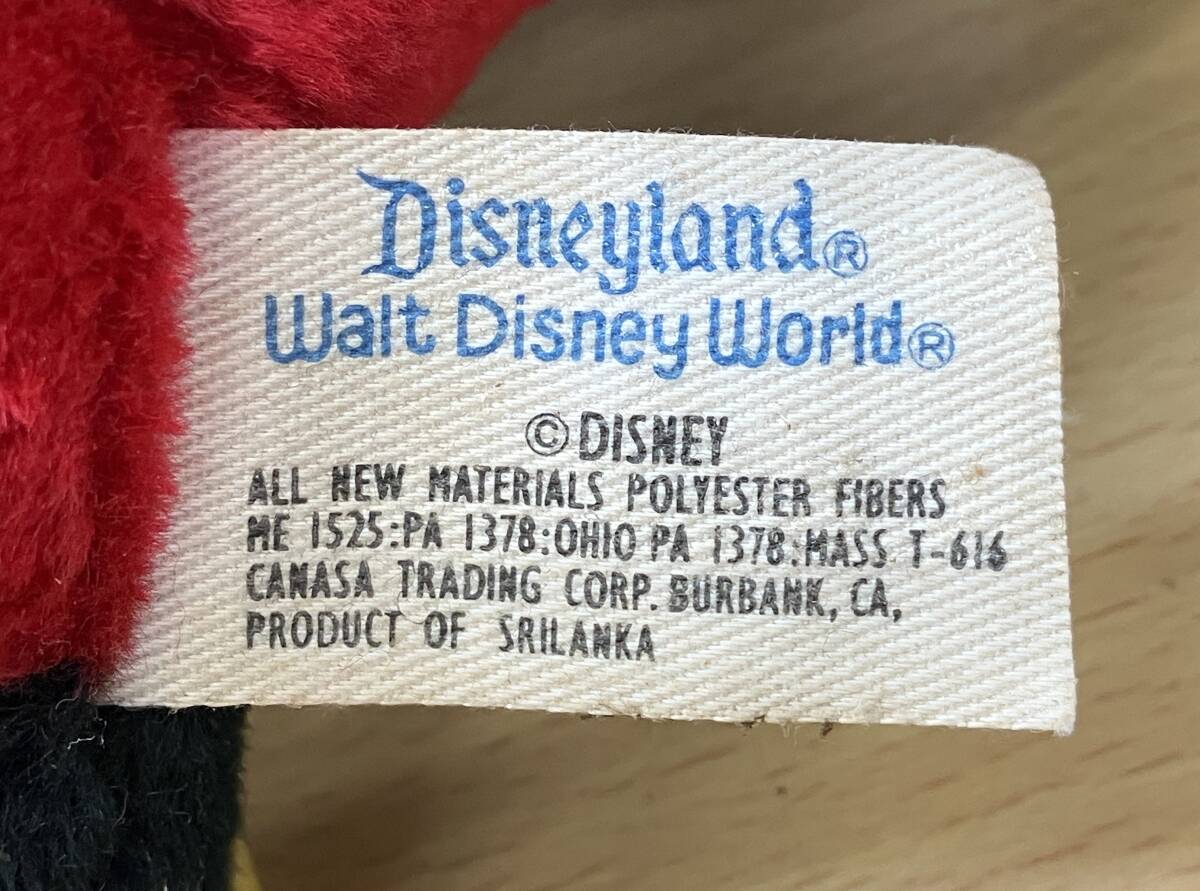 Disneyland®
Walt Disney World®
© DISNEY
ALL NEW MATERIALS POLYESTER FIBERS
ME 1525:PA 1378:OHIO PA 1378:MASS T-616
CANASA TRADING CORP. BURBANK, CA,
PRODUCT OF SRILANKA